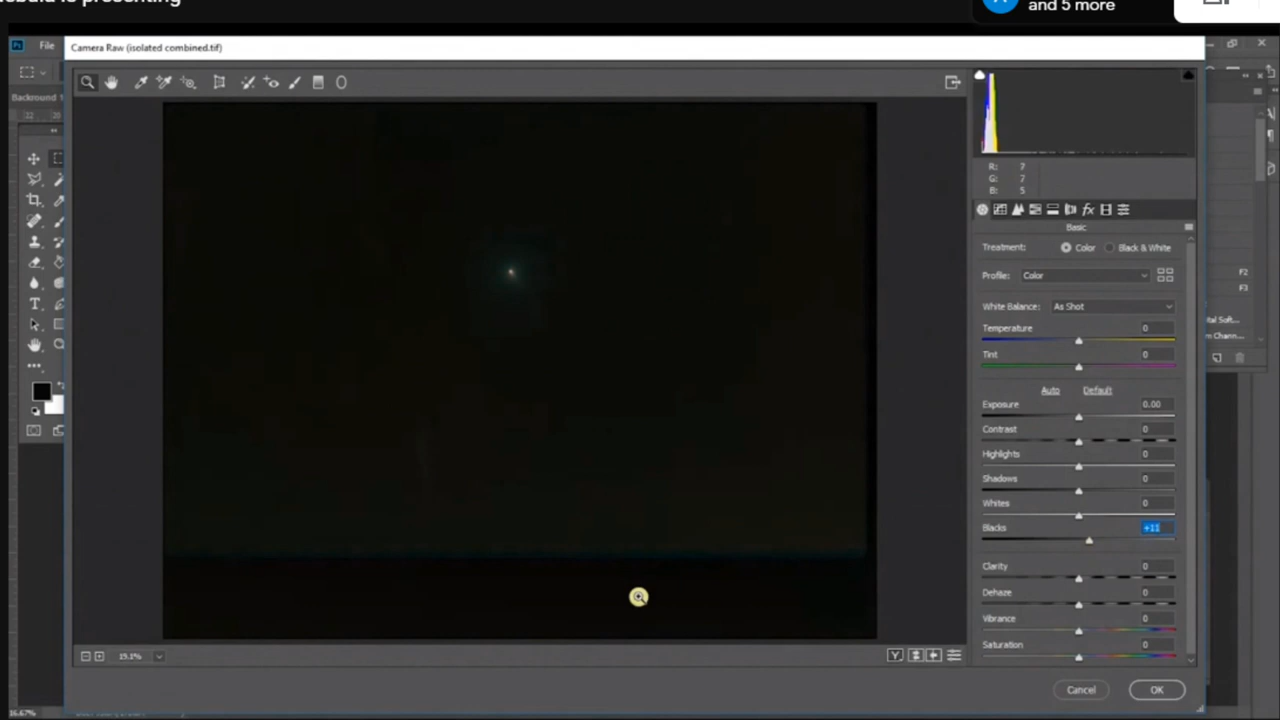 is presenting
and 5 more
File
Camera Raw (isolated combined.tif)
R: 7
G: 7
B: 5
Basic
Treatment: Color Black & White
Profile: Color
White Balance: As Shot
Temperature 0
Tint 0
Auto Default
Exposure 0.00
Contrast 0
Highlights 0
Shadows 0
Whites 0
Blacks +11
Clarity 0
Dehaze 0
Vibrance 0
Saturation 0
F2
F3
Cancel OK